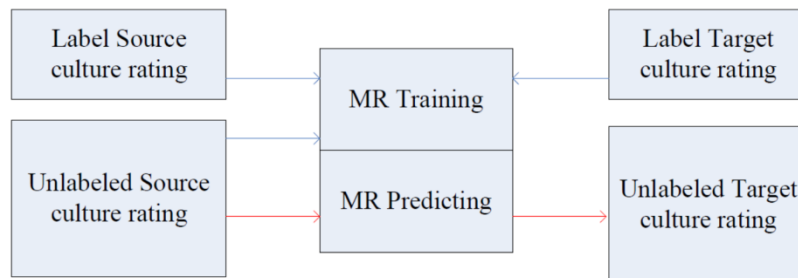 Label Source
culture rating
Label Target
culture rating
MR Training
Unlabeled Source
culture rating
MR Predicting
Unlabeled Target
culture rating